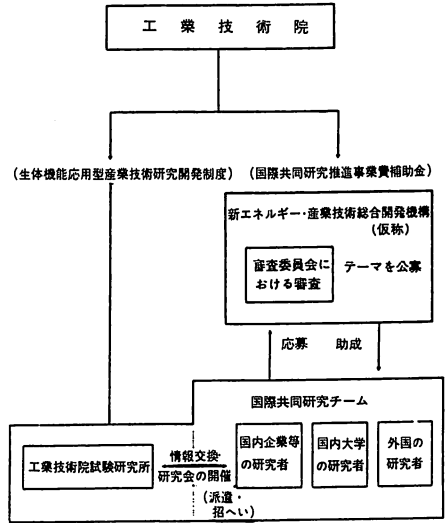 工業技術院
(生体機能応用型産業技術研究開発制度) (国際共同研究推進事業費補助金)
新エネルギー・産業技術総合開発機構
(仮称)
審査委員会に
おける審査
テーマを公募
応募 助成
国際共同研究チーム
工業技術院試験研究所
情報交換・
研究会の開催
(派遣・
招へい)
国内企業等
の研究者
国内大学
の研究者
外国の
研究者